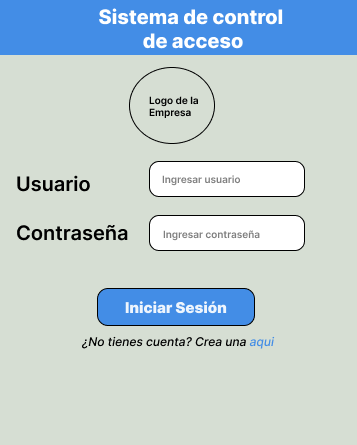 Sistema de control
de acceso
Logo de la
Empresa
Usuario
Ingresar usuario
Contraseña
Ingresar contraseña
Iniciar Sesión
¿No tienes cuenta? Crea una aqui